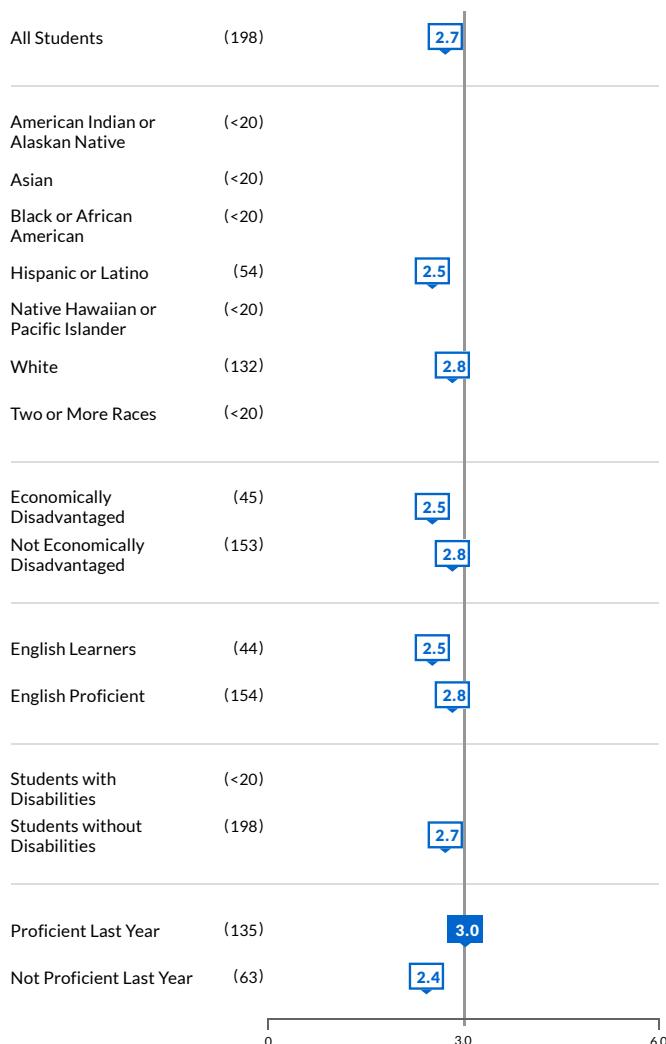 All Students (198) 2.7
American Indian or (<20)
Alaskan Native
Asian (<20)
Black or African (<20)
American
Hispanic or Latino (54) 2.5
Native Hawaiian or (<20)
Pacific Islander
White (132) 2.8
Two or More Races (<20)
Economically (45) 2.5
Disadvantaged
Not Economically (153) 2.8
Disadvantaged
English Learners (44) 2.5
English Proficient (154) 2.8
Students with (<20)
Disabilities
Students without (198) 2.7
Disabilities
Proficient Last Year (135) 3.0
Not Proficient Last Year (63) 2.4
0 3.0 6.0